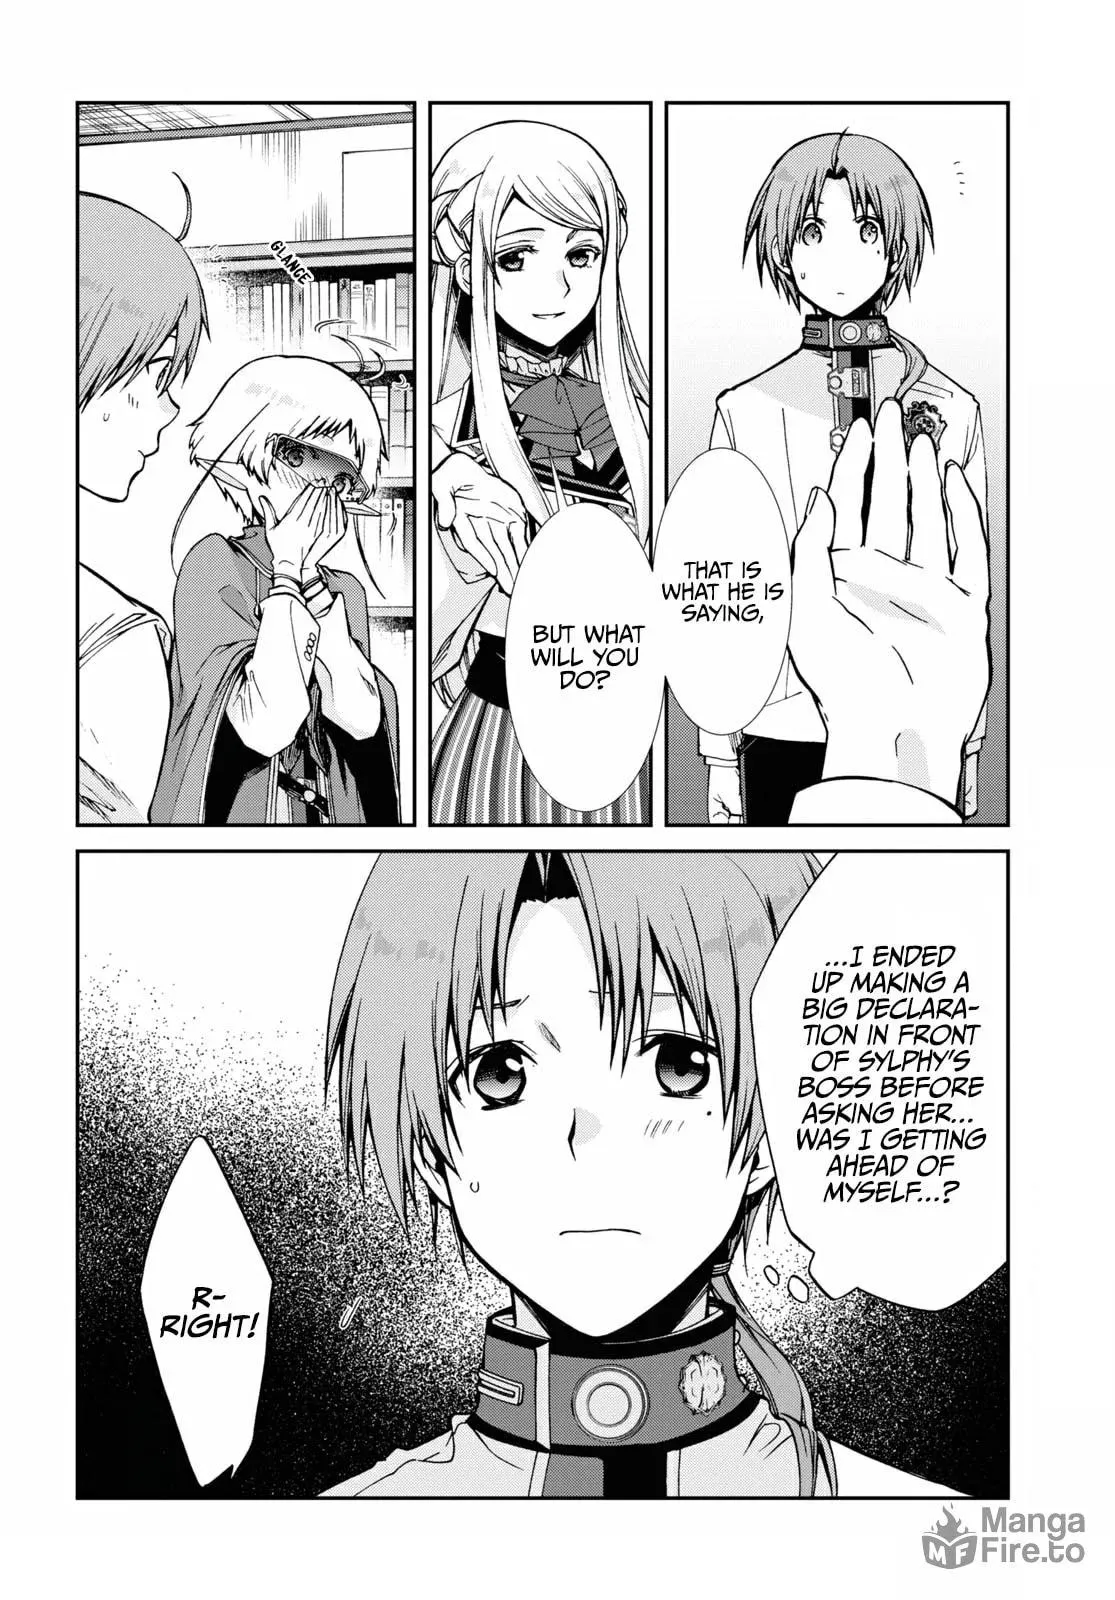 THAT IS
WHAT HE IS
SAYING,
BUT WHAT
WILL YOU
DO?
GLANCE
...I ENDED
UP MAKING A
BIG DECLARA-
TION IN FRONT
OF SYLPHY'S
BOSS BEFORE
ASKING HER...
WAS I GETTING
AHEAD OF
MYSELF...?
R-
RIGHT!
MF
Manga
Fire.to